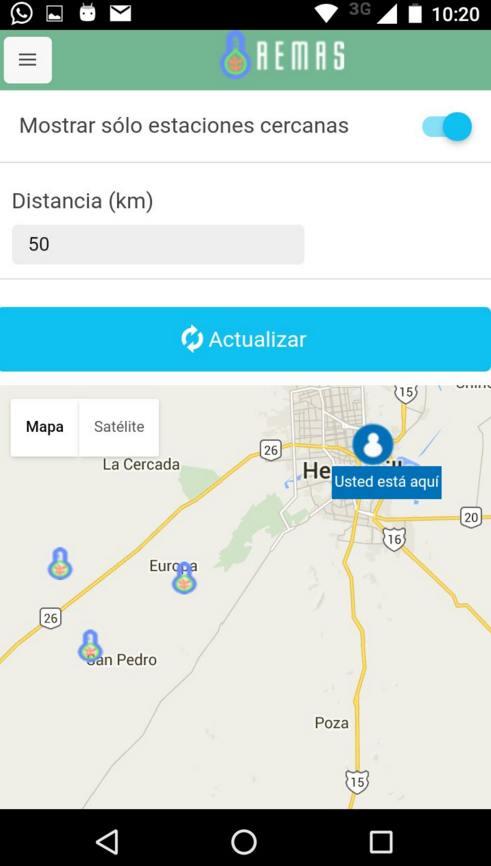 3G 10:20
AEMAS
Mostrar sólo estaciones cercanas
Distancia (km)
50
Actualizar
15
Mapa Satélite
26
La Cercada
Usted está aquí
20
16
Europa
26
San Pedro
Poza
15